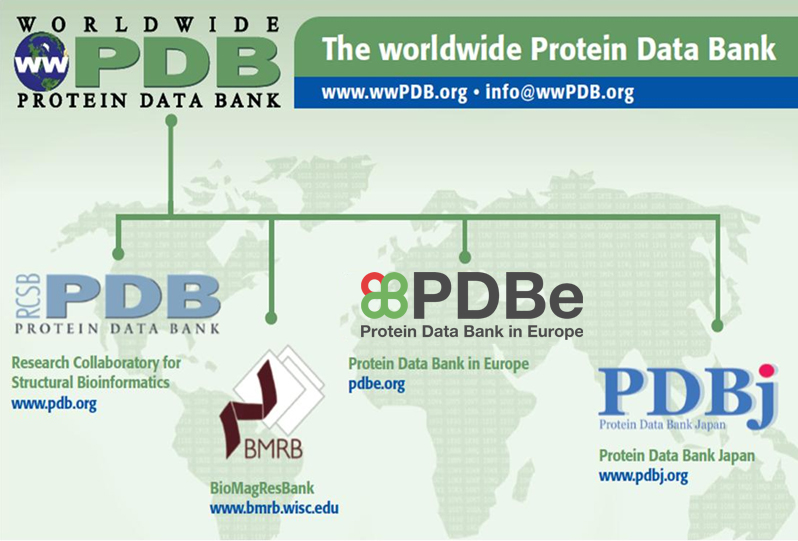 WORLDWIDE
ww PDB
PROTEIN DATA BANK
The worldwide Protein Data Bank
www.wwPDB.org • info@wwPDB.org
RCSB PDB
PROTEIN DATA BANK
Research Collaboratory for
Structural Bioinformatics
www.pdb.org
BMRB
BioMagResBank
www.bmrb.wisc.edu
PDBe
Protein Data Bank in Europe
Protein Data Bank in Europe
pdbe.org
PDBj
Protein Data Bank Japan
Protein Data Bank Japan
www.pdbj.org